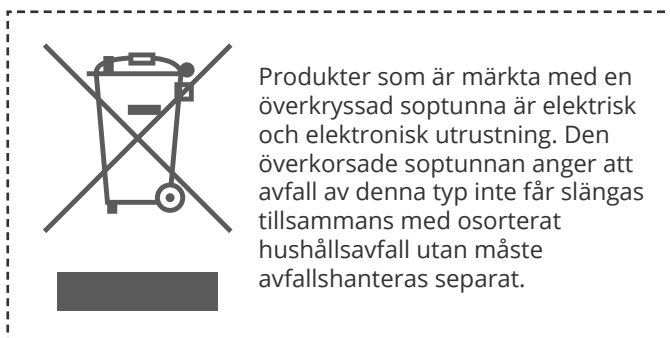 Produkter som är märkta med en
överkryssad soptunna är elektrisk
och elektronisk utrustning. Den
överkorsade soptunnan anger att
avfall av denna typ inte får slängas
tillsammans med osorterat
hushållsavfall utan måste
avfallshanteras separat.